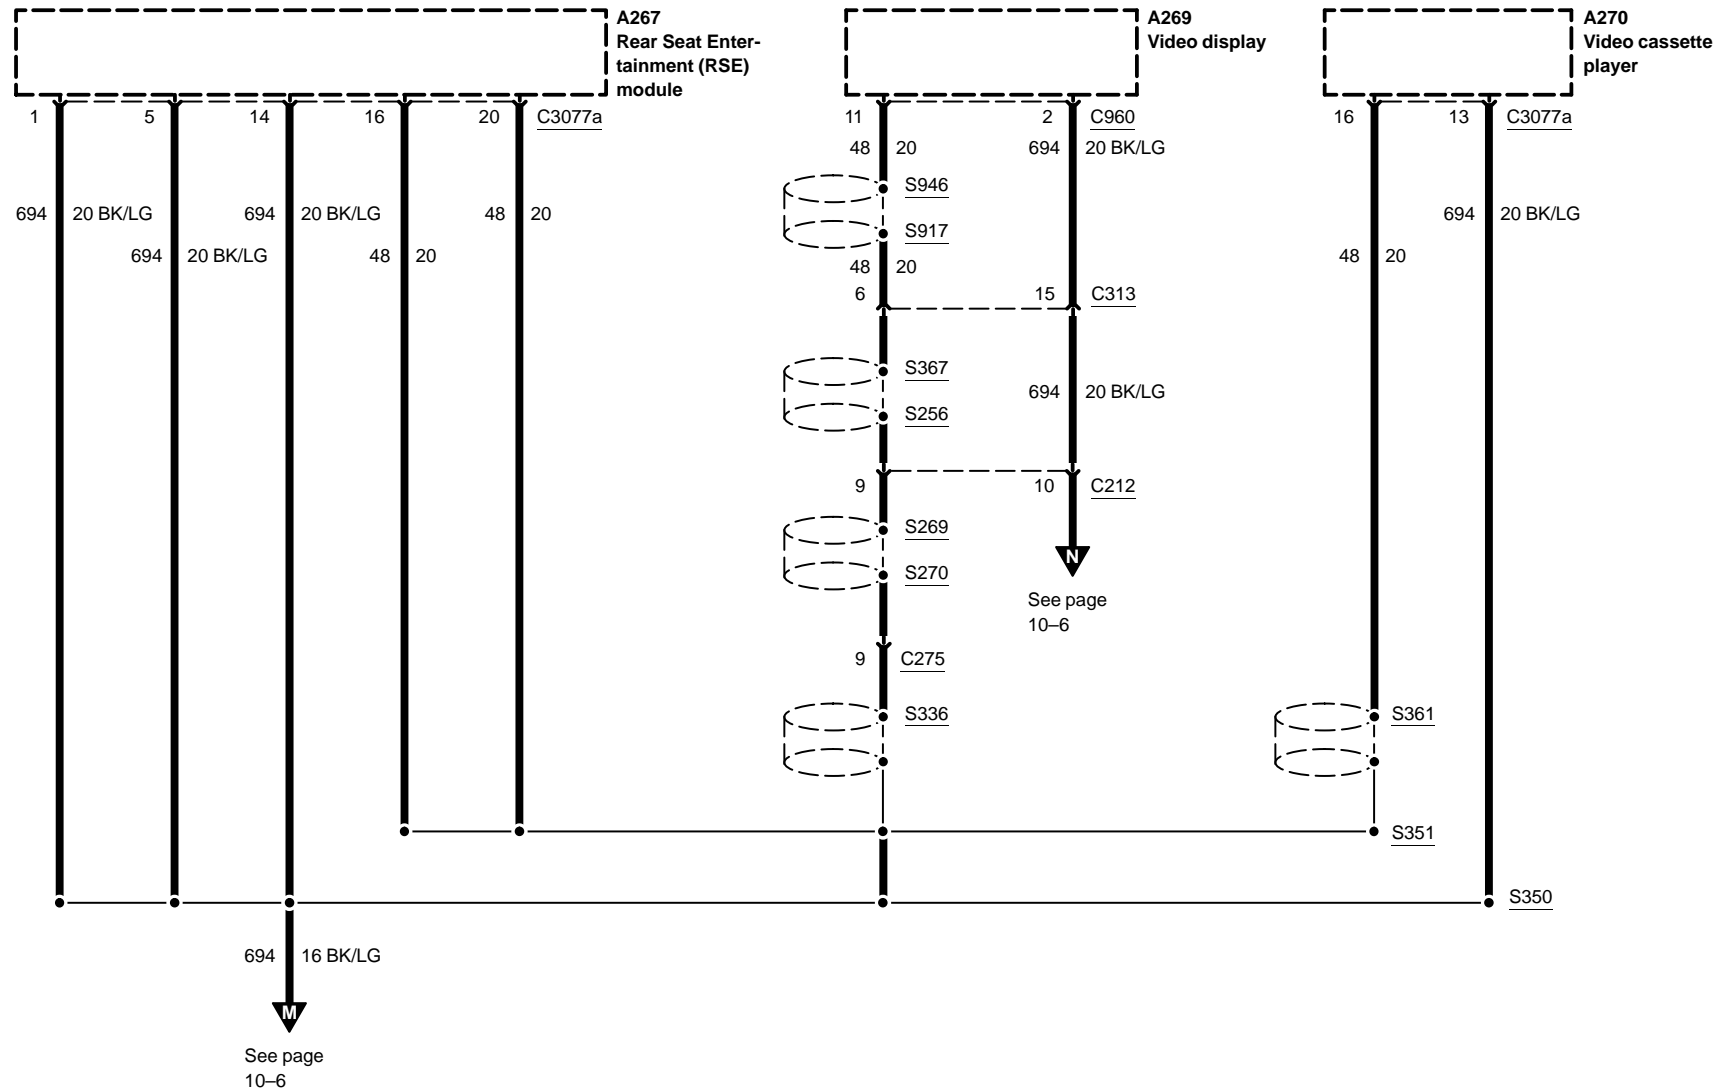 A267
Rear Seat Enter-
tainment (RSE)
module
A269
Video display
A270
Video cassette
player
1 5 14 16 20 C3077a
11 2 C960
16 13 C3077a
48 20 694 20 BK/LG
S946
694 20 BK/LG 694 20 BK/LG 48 20
694 20 BK/LG
S917
694 20 BK/LG 48 20
48 20
48 20
6 15 C313
S367
694 20 BK/LG
S256
9 10 C212
S269
N
S270
See page
10–6
9 C275
S336
S361
S351
S350
694 16 BK/LG
M
See page
10–6